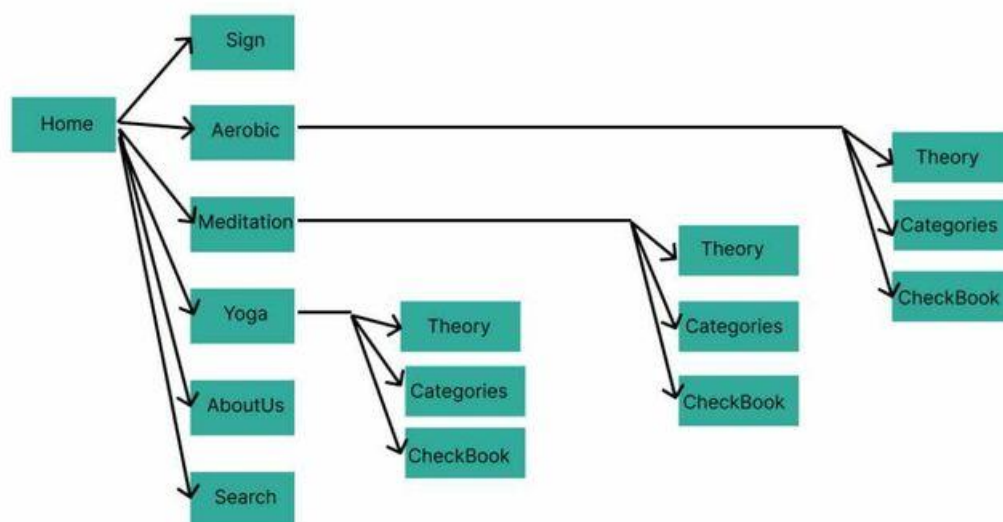 Home
Sign
Aerobic
Meditation
Yoga
AboutUs
Search
Theory
Categories
CheckBook
Theory
Categories
CheckBook
Theory
Categories
CheckBook